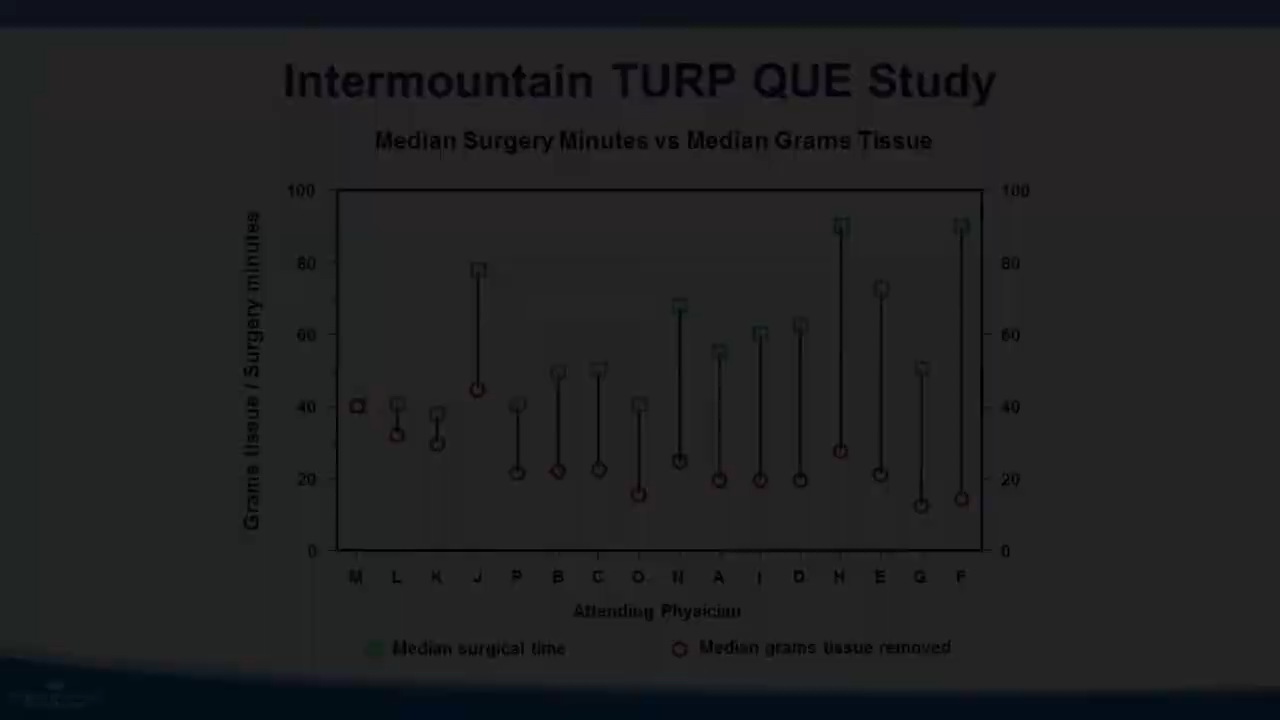 Intermountain TURP QUE Study
Median Surgery Minutes vs Median Grams Tissue
Grams tissue / Surgery minutes
100
80
60
40
20
0
100
80
60
40
20
0
M L K J P B C O N A I D H E G F
Attending Physician
Median surgical time
Median grams tissue removed